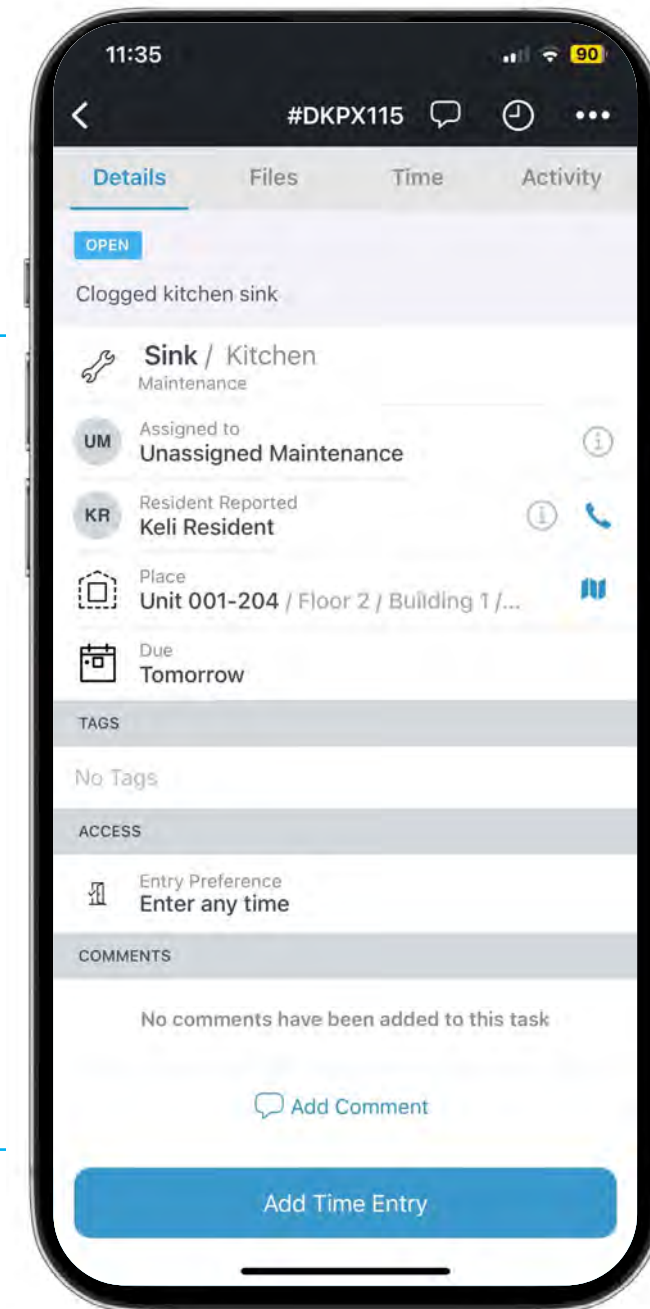 11:35
90
#DKPX115
Details Files Time Activity
OPEN
Clogged kitchen sink
Sink / Kitchen
Maintenance
UM
Assigned to
Unassigned Maintenance
KR
Resident Reported
Keli Resident
Place
Unit 001-204 / Floor 2 / Building 1 /...
Due
Tomorrow
TAGS
No Tags
ACCESS
Entry Preference
Enter any time
COMMENTS
No comments have been added to this task
Add Comment
Add Time Entry